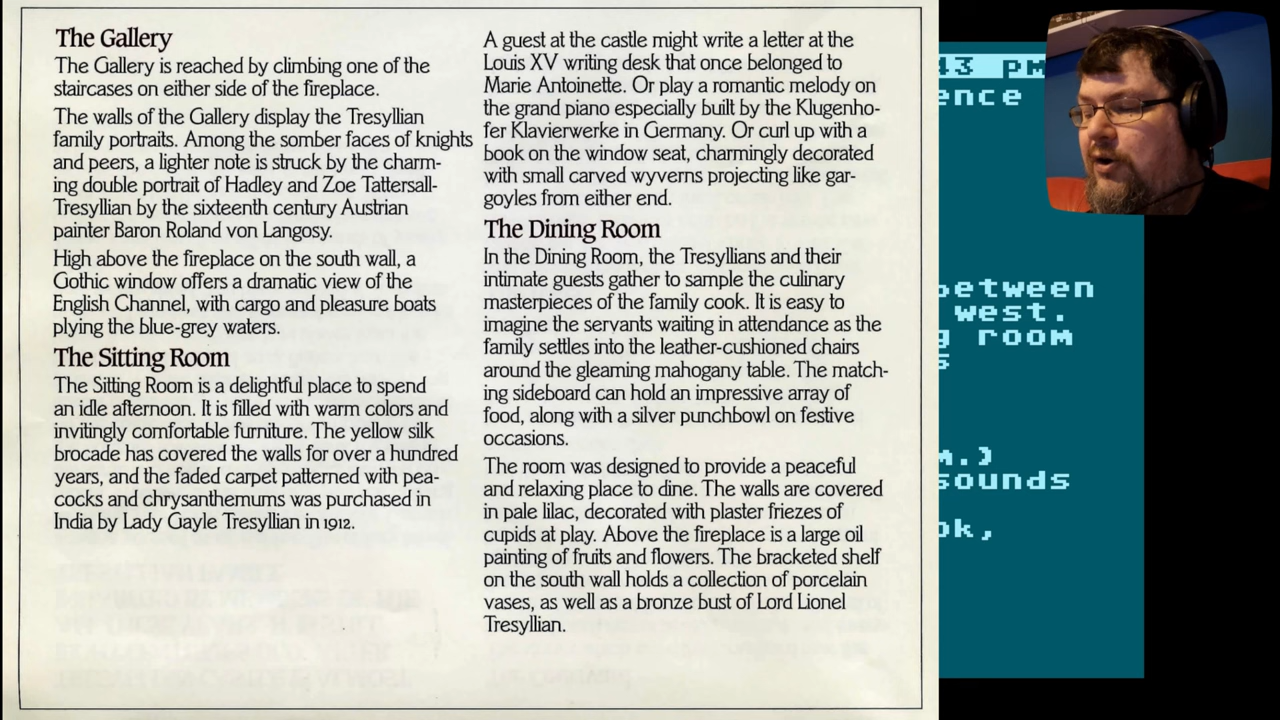 The Gallery
The Gallery is reached by climbing one of the
staircases on either side of the fireplace.
The walls of the Gallery display the Tresyllian
family portraits. Among the somber faces of knights
and peers, a lighter note is struck by the charm-
ing double portrait of Hadley and Zoe Tattersall-
Tresyllian by the sixteenth century Austrian
painter Baron Roland von Langosy.
High above the fireplace on the south wall, a
Gothic window offers a dramatic view of the
English Channel, with cargo and pleasure boats
plying the blue-grey waters.
The Sitting Room
The Sitting Room is a delightful place to spend
an idle afternoon. It is filled with warm colors and
invitingly comfortable furniture. The yellow silk
brocade has covered the walls for over a hundred
years, and the faded carpet patterned with pea-
cocks and chrysanthemums was purchased in
India by Lady Gayle Tresyllian in 1912.
A guest at the castle might write a letter at the
Louis XV writing desk that once belonged to
Marie Antoinette. Or play a romantic melody on
the grand piano especially built by the Klugenho-
fer Klavierwerke in Germany. Or curl up with a
book on the window seat, charmingly decorated
with small carved wyverns projecting like gar-
goyles from either end.
The Dining Room
In the Dining Room, the Tresyllians and their
intimate guests gather to sample the culinary
masterpieces of the family cook. It is easy to
imagine the servants waiting in attendance as the
family settles into the leather-cushioned chairs
around the gleaming mahogany table. The match-
ing sideboard can hold an impressive array of
food, along with a silver punchbowl on festive
occasions.
The room was designed to provide a peaceful
and relaxing place to dine. The walls are covered
in pale lilac, decorated with plaster friezes of
cupids at play. Above the fireplace is a large oil
painting of fruits and flowers. The bracketed shelf
on the south wall holds a collection of porcelain
vases, as well as a bronze bust of Lord Lionel
Tresyllian.
43 pm
ence
between
west.
g room
s
m.)
sounds
ok,